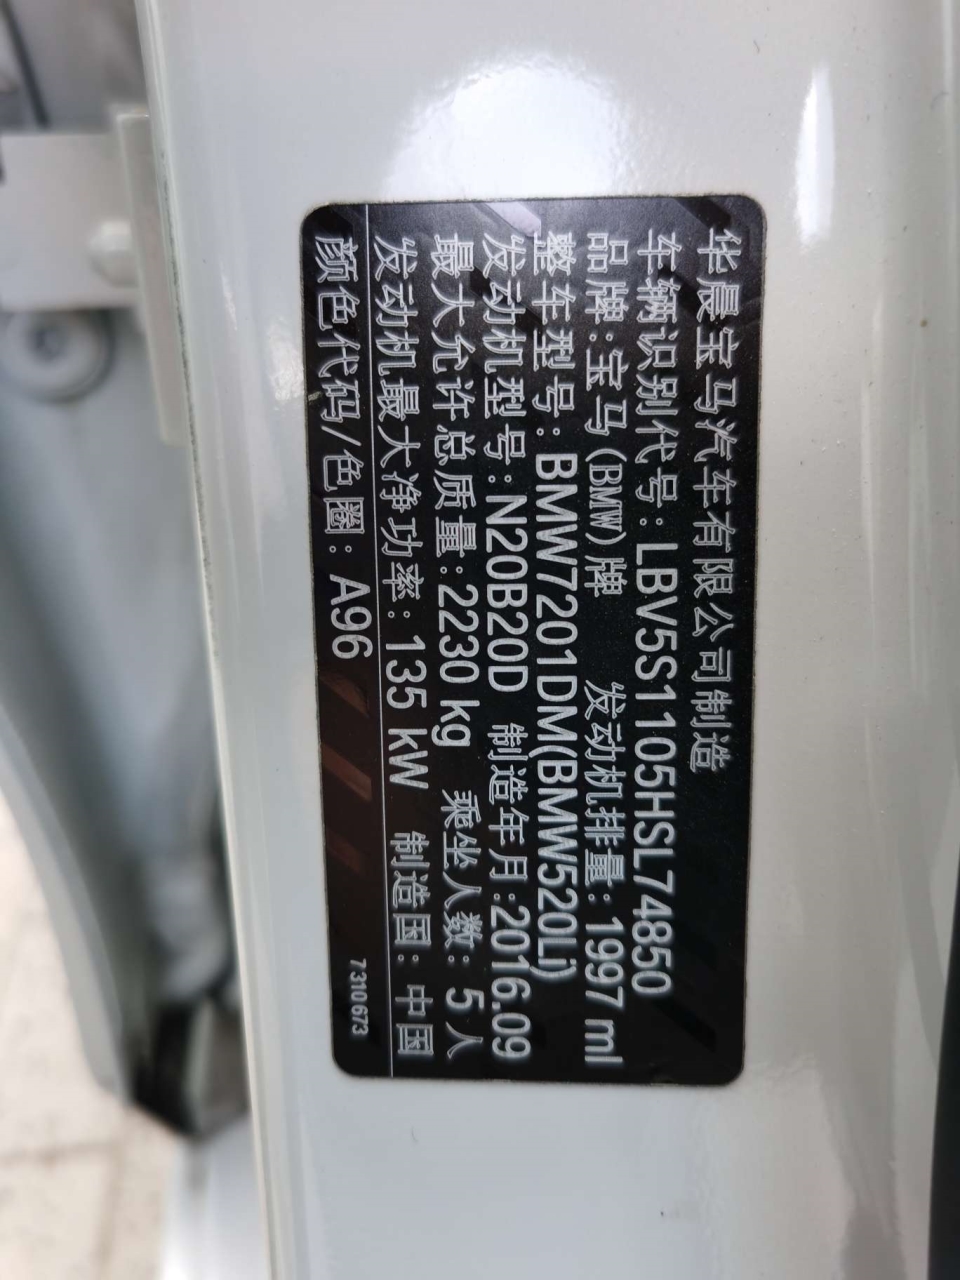 华晨宝马汽车有限公司制造
车辆识别代号:LBV5S1105HSL74850
品牌:宝马(BMW)牌 发动机排量:1997 ml
整车型号:BMW7201DM(BMW520Li)
发动机型号:N20B20D 制造年月:2016.09
最大允许总质量:2230 kg 乘坐人数:5人
发动机最大净功率:135 kW 制造国:中国
颜色代码/色圈:A96
7310673